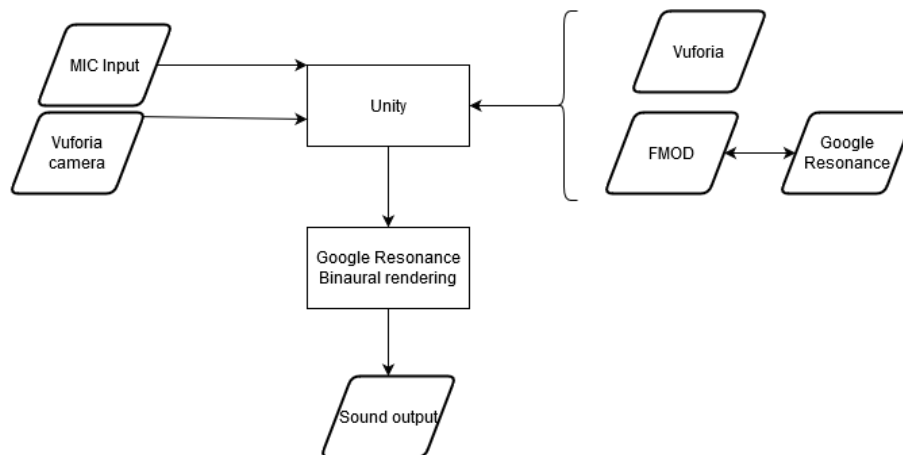 MIC Input
Vuforia
camera
Unity
Vuforia
FMOD
Google
Resonance
Google Resonance
Binaural rendering
Sound output